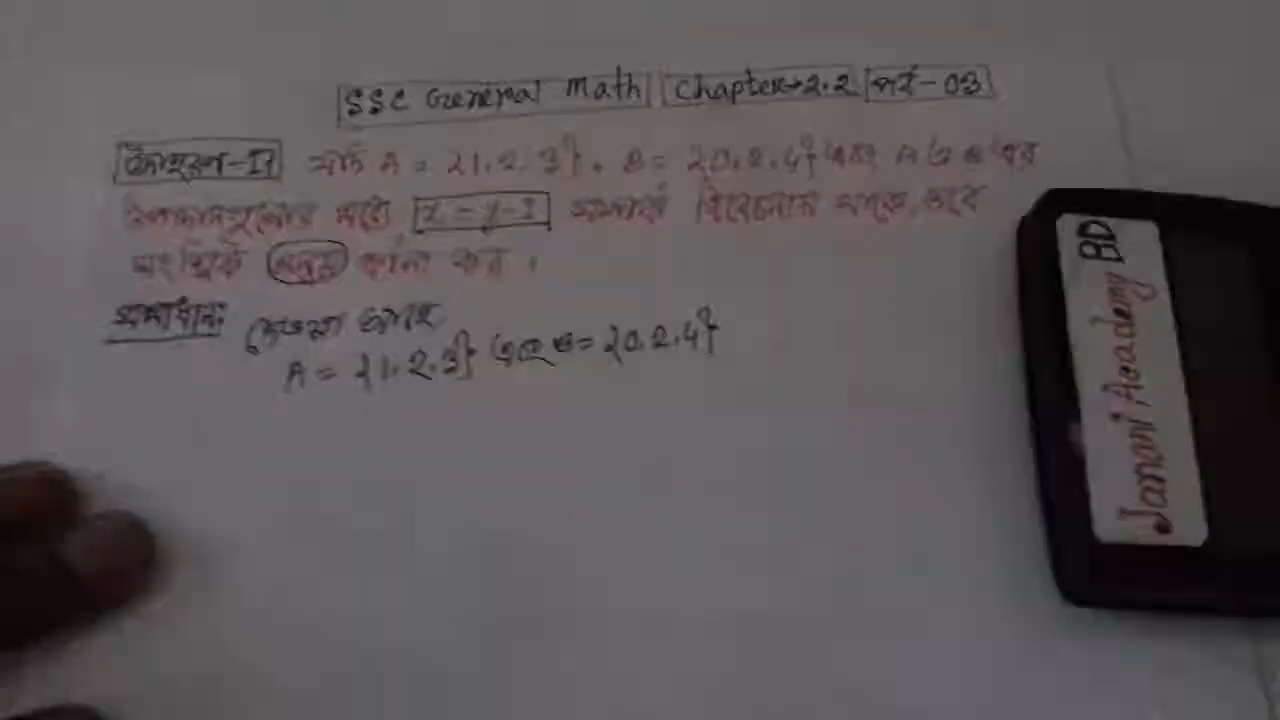 SSC General Math Chapter→2.2 পর্ব-03
উদাহরণ-11 যদি A = {1.2.3}. B = {0.2.4} এবং A ও B এর
উপাদানগুলোর মধ্যে x = y-1 সম্পর্ক বিবেচনায় থাকে, তবে
সংশ্লিষ্ট অন্বয় বর্ণনা কর ।
সমাধান: দেওয়া আছে,
A = {1.2.3} এবং B = {0.2.4}
Janani Academy BD